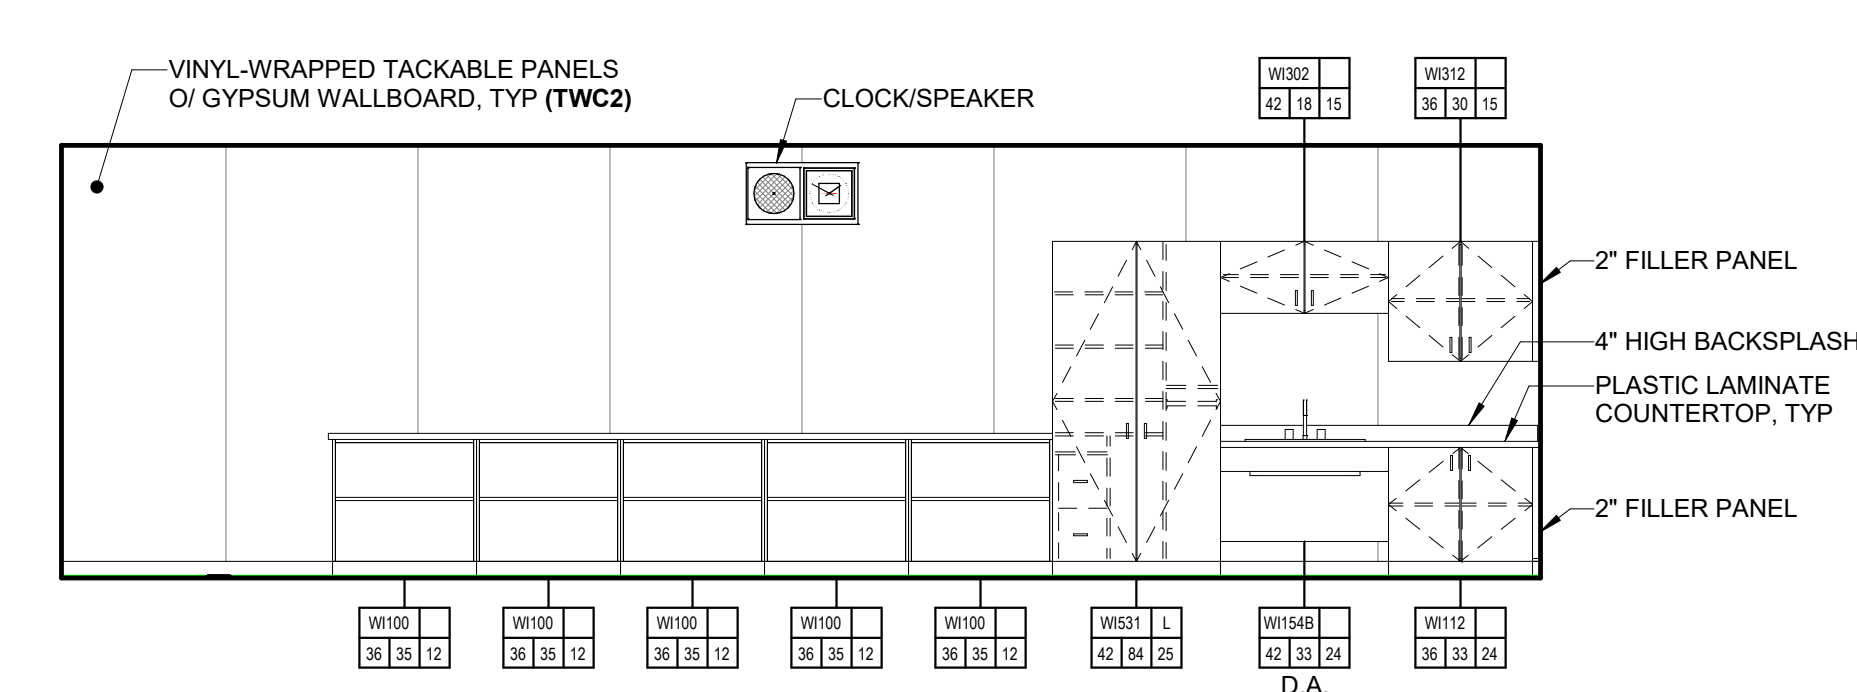 VINYL-WRAPPED TACKABLE PANELS
O/ GYPSUM WALLBOARD, TYP (TWC2)
CLOCK/SPEAKER
WI302
42 18 15
WI312
36 30 15
2" FILLER PANEL
4" HIGH BACKSPLASH
PLASTIC LAMINATE
COUNTERTOP, TYP
2" FILLER PANEL
WI100
36 35 12
WI100
36 35 12
WI100
36 35 12
WI100
36 35 12
WI100
36 35 12
WI531 L
42 84 25
WI154B
42 33 24
D.A.
WI112
36 33 24